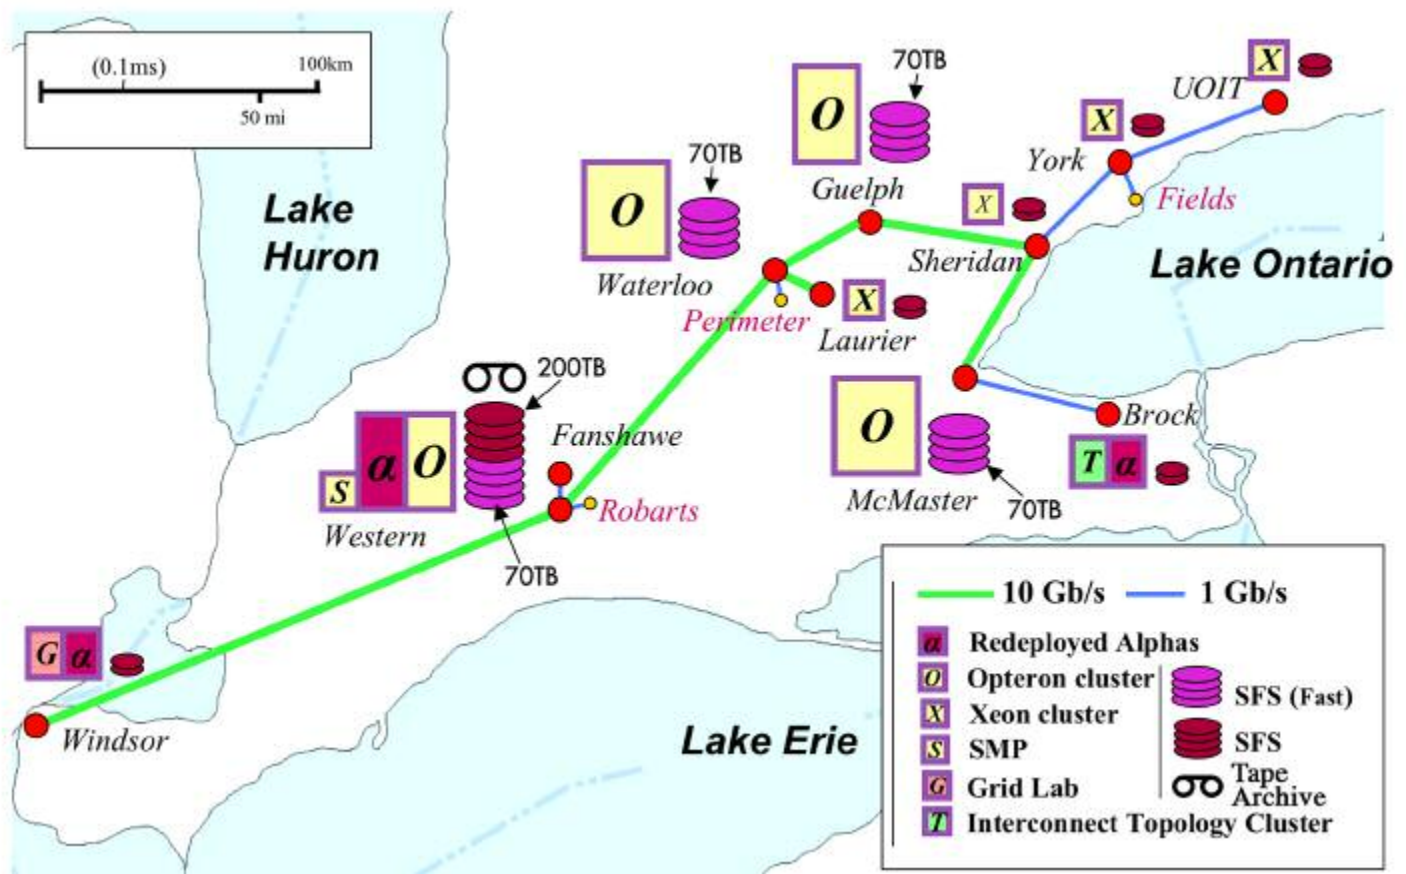 (0.1ms)
100km
50 mi
Lake
Huron
70TB
O
Waterloo
70TB
O
Guelph
X
UOIT
X
York
Fields
X
Sheridan
Lake Ontario
Perimeter
X
Laurier
200TB
Fanshawe
S
α
O
Western
Robarts
70TB
O
McMaster
70TB
Brock
T α
G α
Windsor
Lake Erie
10 Gb/s
1 Gb/s
α Redeployed Alphas
O Opteron cluster
X Xeon cluster
S SMP
G Grid Lab
T Interconnect Topology Cluster
SFS (Fast)
SFS
Tape
Archive